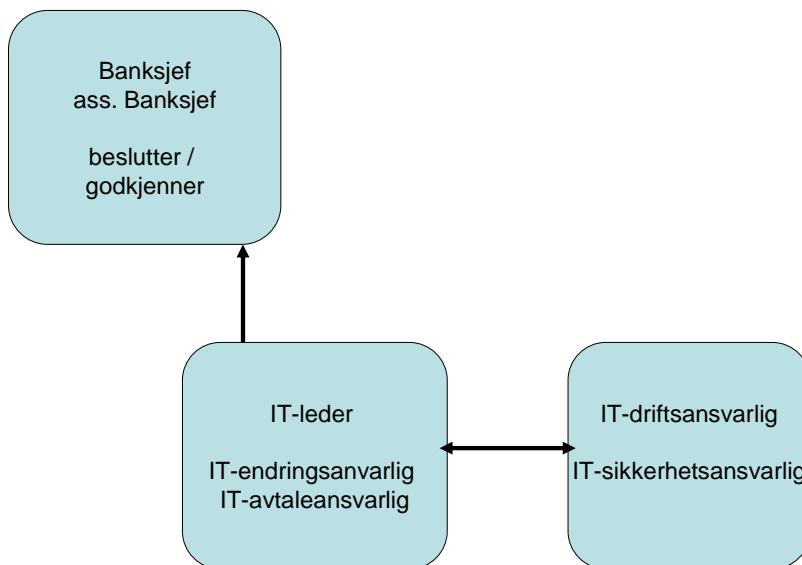 Banksjef
ass. Banksjef
beslutter /
godkjenner
IT-leder
IT-endringsanvarlig
IT-avtaleansvarlig
IT-driftsansvarlig
IT-sikkerhetsansvarlig